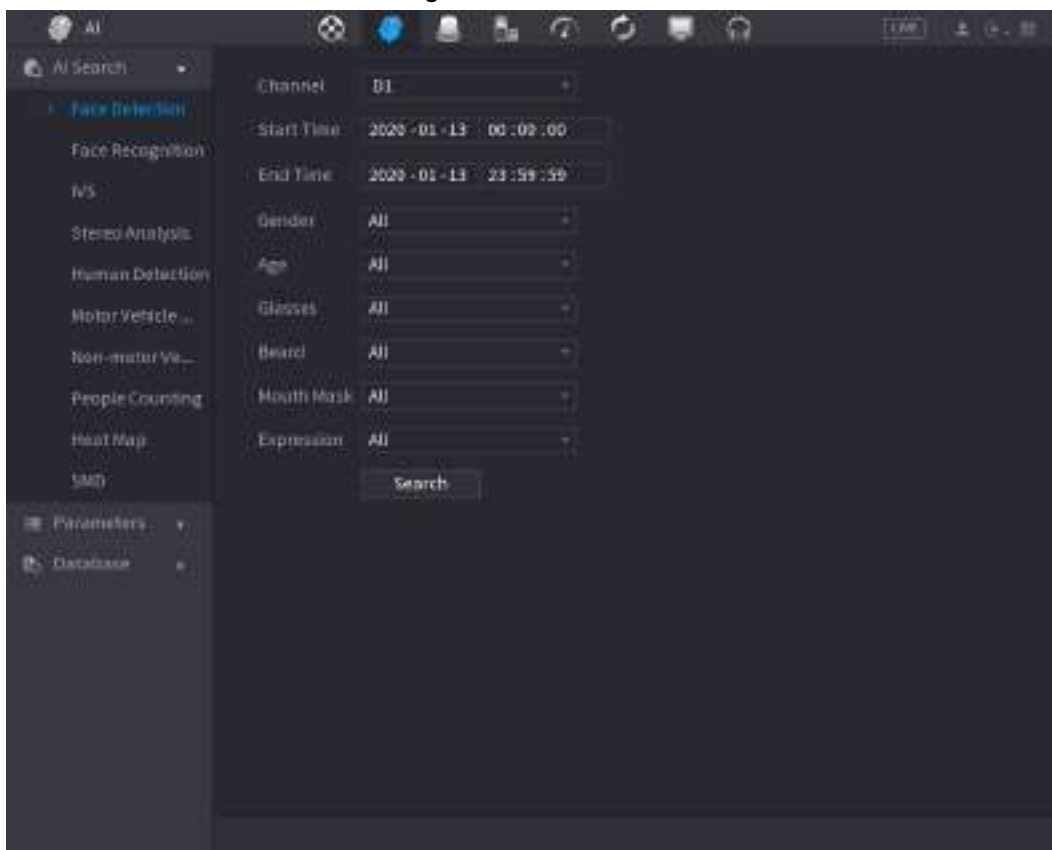 AI
LIVE
AI Search
Face Detection
Face Recognition
IVS
Stereo Analysis
Human Detection
Motor Vehicle ...
Non-motor Ve...
People Counting
Heat Map
SMD
Parameters
Database
Channel D1
Start Time 2020 - 01 - 13 00 : 00 : 00
End Time 2020 - 01 - 13 23 : 59 : 59
Gender All
Age All
Glasses All
Beard All
Mouth Mask All
Expression All
Search